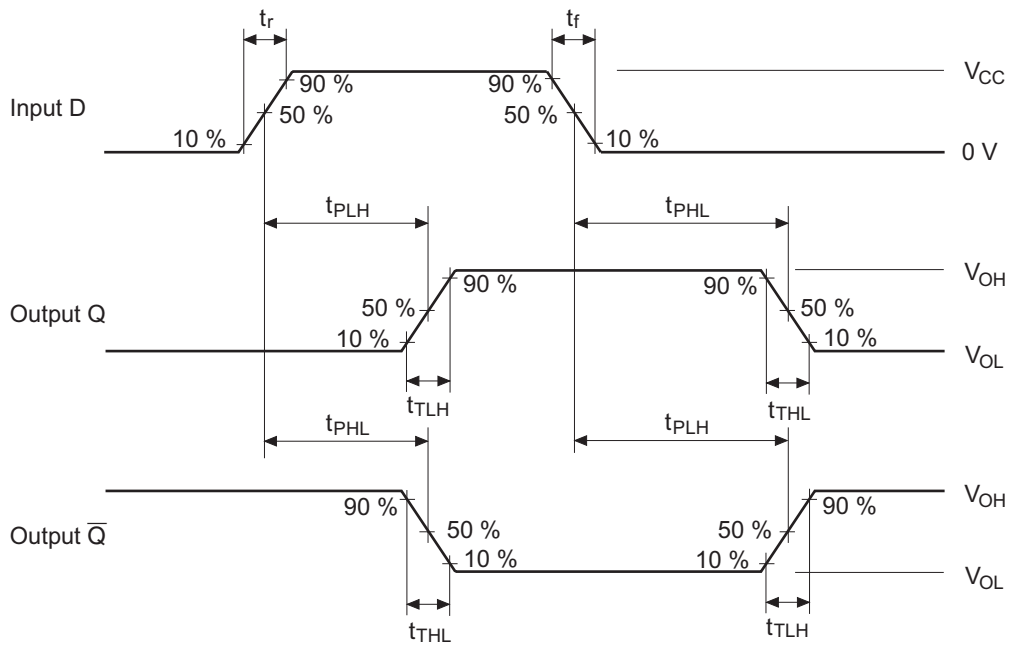 tr tf
90 % 90 % VCC
Input D 50 % 50 %
10 % 10 % 0 V
tPLH tPHL
90 % 90 % VOH
Output Q 50 % 50 %
10 % 10 % VOL
tTLH tTHL
tPHL tPLH
90 % 90 % VOH
Output Q̅ 50 % 50 %
10 % 10 % VOL
tTHL tTLH